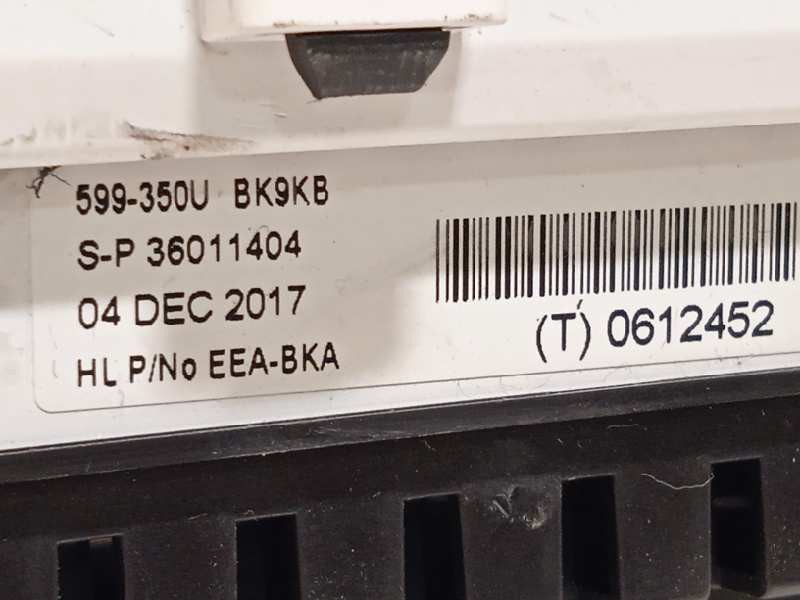 599-350U BK9KB
S-P 36011404
04 DEC 2017
HL P/No EEA-BKA
(T) 0612452